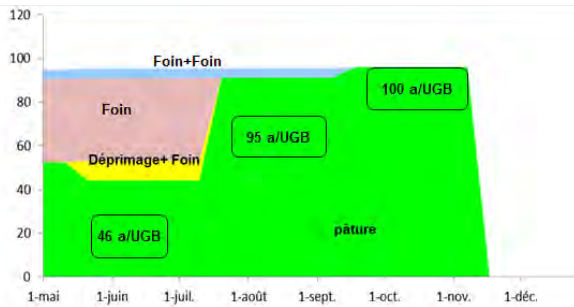 120
100
80
60
40
20
0
Foin+Foin
Foin
Déprimage+ Foin
46 a/UGB
95 a/UGB
100 a/UGB
pâture
1-mai 1-juin 1-juil. 1-août 1-sept. 1-oct. 1-nov. 1-déc.